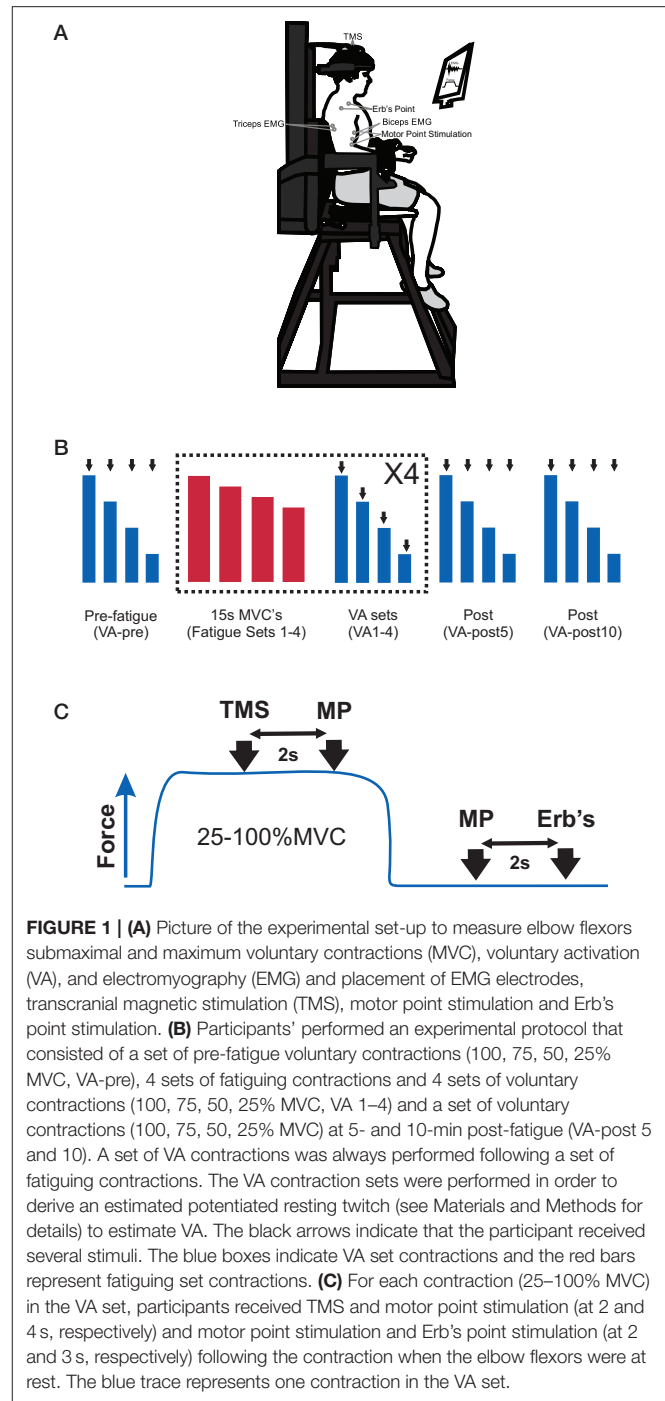 A
TMS
Erb's Point
Triceps EMG
Biceps EMG
Motor Point Stimulation
B
X4
Pre-fatigue
(VA-pre)
15s MVC's
(Fatigue Sets 1-4)
VA sets
(VA1-4)
Post
(VA-post5)
Post
(VA-post10)
C
TMS
MP
2s
Force
25-100%MVC
MP
Erb's
2s
FIGURE 1 | (A) Picture of the experimental set-up to measure elbow flexors
submaximal and maximum voluntary contractions (MVC), voluntary activation
(VA), and electromyography (EMG) and placement of EMG electrodes,
transcranial magnetic stimulation (TMS), motor point stimulation and Erb's
point stimulation. (B) Participants' performed an experimental protocol that
consisted of a set of pre-fatigue voluntary contractions (100, 75, 50, 25%
MVC, VA-pre), 4 sets of fatiguing contractions and 4 sets of voluntary
contractions (100, 75, 50, 25% MVC, VA 1–4) and a set of voluntary
contractions (100, 75, 50, 25% MVC) at 5- and 10-min post-fatigue (VA-post 5
and 10). A set of VA contractions was always performed following a set of
fatiguing contractions. The VA contraction sets were performed in order to
derive an estimated potentiated resting twitch (see Materials and Methods for
details) to estimate VA. The black arrows indicate that the participant received
several stimuli. The blue boxes indicate VA set contractions and the red bars
represent fatiguing set contractions. (C) For each contraction (25–100% MVC)
in the VA set, participants received TMS and motor point stimulation (at 2 and
4 s, respectively) and motor point stimulation and Erb's point stimulation (at 2
and 3 s, respectively) following the contraction when the elbow flexors were at
rest. The blue trace represents one contraction in the VA set.